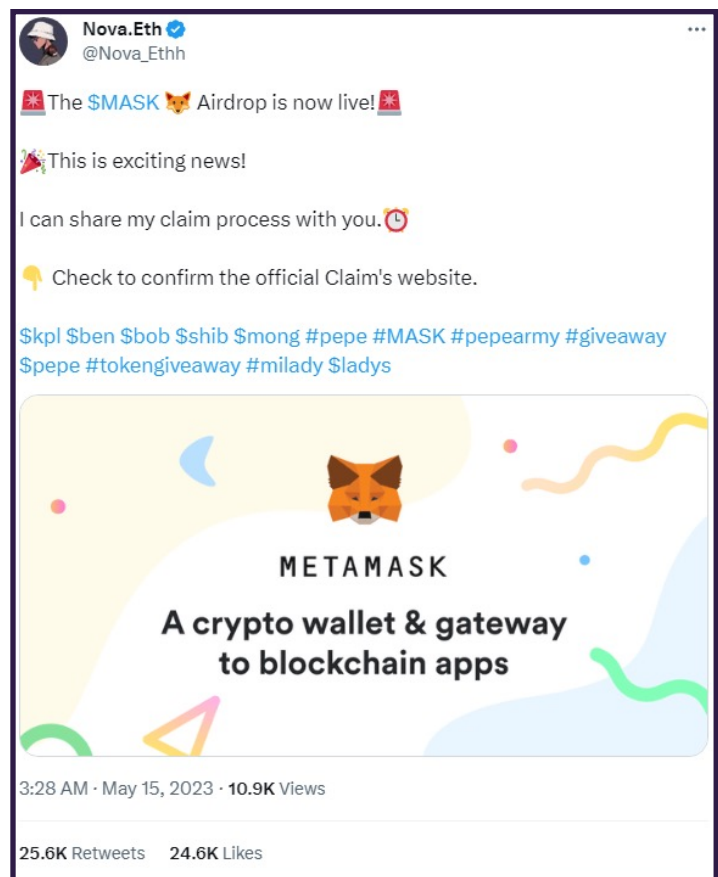 Nova.Eth
@Nova_Ethh
🚨The $MASK 🦊 Airdrop is now live!🚨
🎉This is exciting news!
I can share my claim process with you.⏰
👇 Check to confirm the official Claim's website.
$kpl $ben $bob $shib $mong #pepe #MASK #pepearmy #giveaway
$pepe #tokengiveaway #milady $ladys
METAMASK
A crypto wallet & gateway
to blockchain apps
3:28 AM · May 15, 2023 · 10.9K Views
25.6K Retweets 24.6K Likes